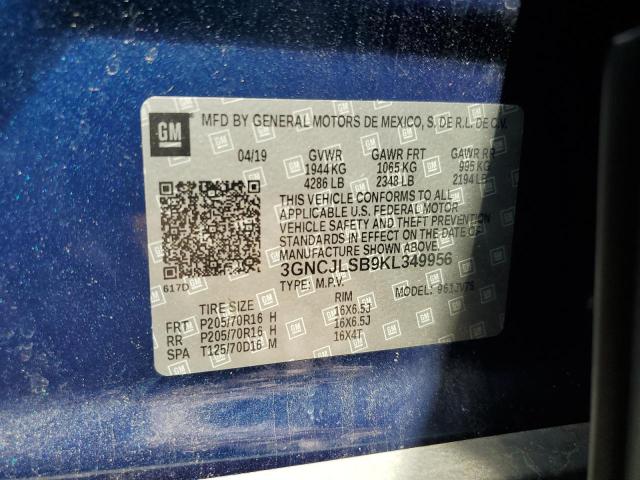 GM MFD BY GENERAL MOTORS DE MEXICO, S. DE R.L. DE C.V.
04/19 GVWR GAWR FRT GAWR RR
1944 KG 1065 KG 995 KG
4286 LB 2348 LB 2194 LB
THIS VEHICLE CONFORMS TO ALL
APPLICABLE U.S. FEDERAL MOTOR
VEHICLE SAFETY AND THEFT PREVENTION
STANDARDS IN EFFECT ON THE DATE OF
MANUFACTURE SHOWN ABOVE.
3GNCJLSB9KL349956
617D TYPE: M.P.V. MODEL: 961JV75
TIRE SIZE RIM
FRT P205/70R16 H 16X6.5J
RR P205/70R16 H 16X6.5J
SPA T125/70D16 M 16X4T